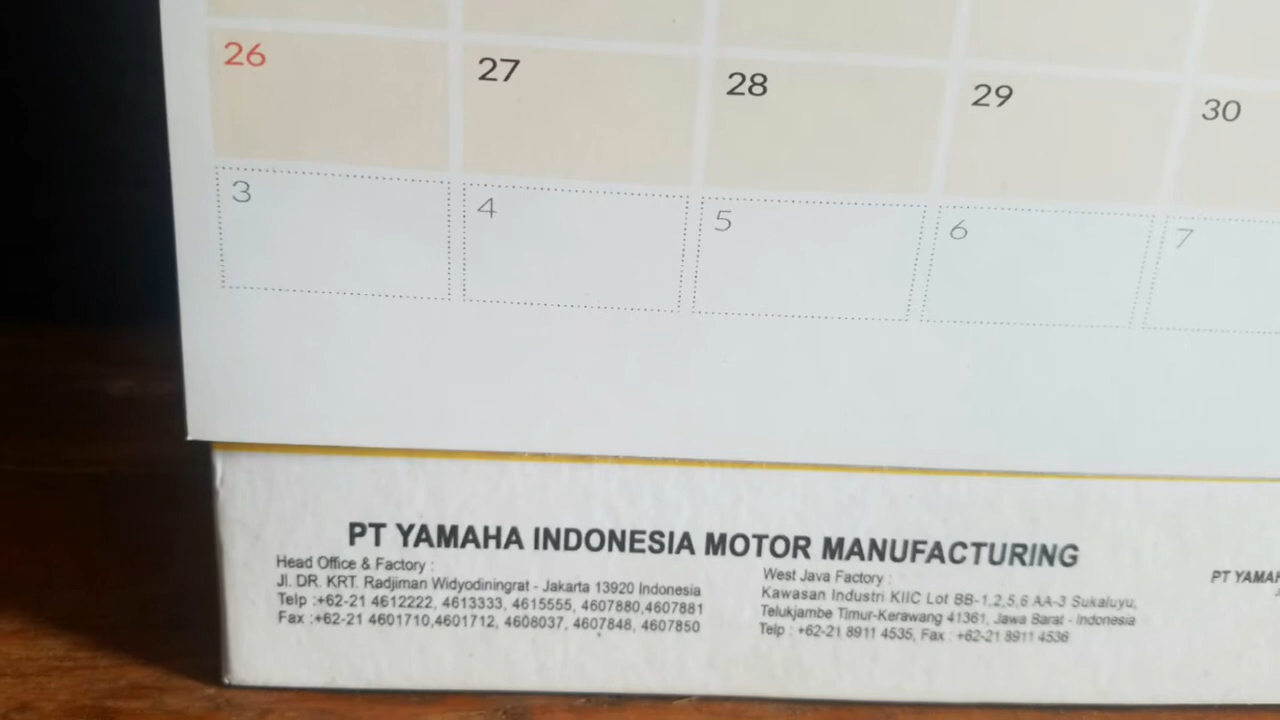 26 27 28 29 30
3 4 5 6 7
PT YAMAHA INDONESIA MOTOR MANUFACTURING
Head Office & Factory :
Jl. DR. KRT. Radjiman Widyodiningrat - Jakarta 13920 Indonesia
Telp :+62-21 4612222, 4613333, 4615555, 4607880,4607881
Fax :+62-21 4601710,4601712, 4608037, 4607848, 4607850
West Java Factory :
Kawasan Industri KIIC Lot BB-1,2,5,6 AA-3 Sukaluyu,
Telukjambe Timur-Kerawang 41361, Jawa Barat - Indonesia
Telp : +62-21 8911 4535, Fax : +62-21 8911 4536
PT